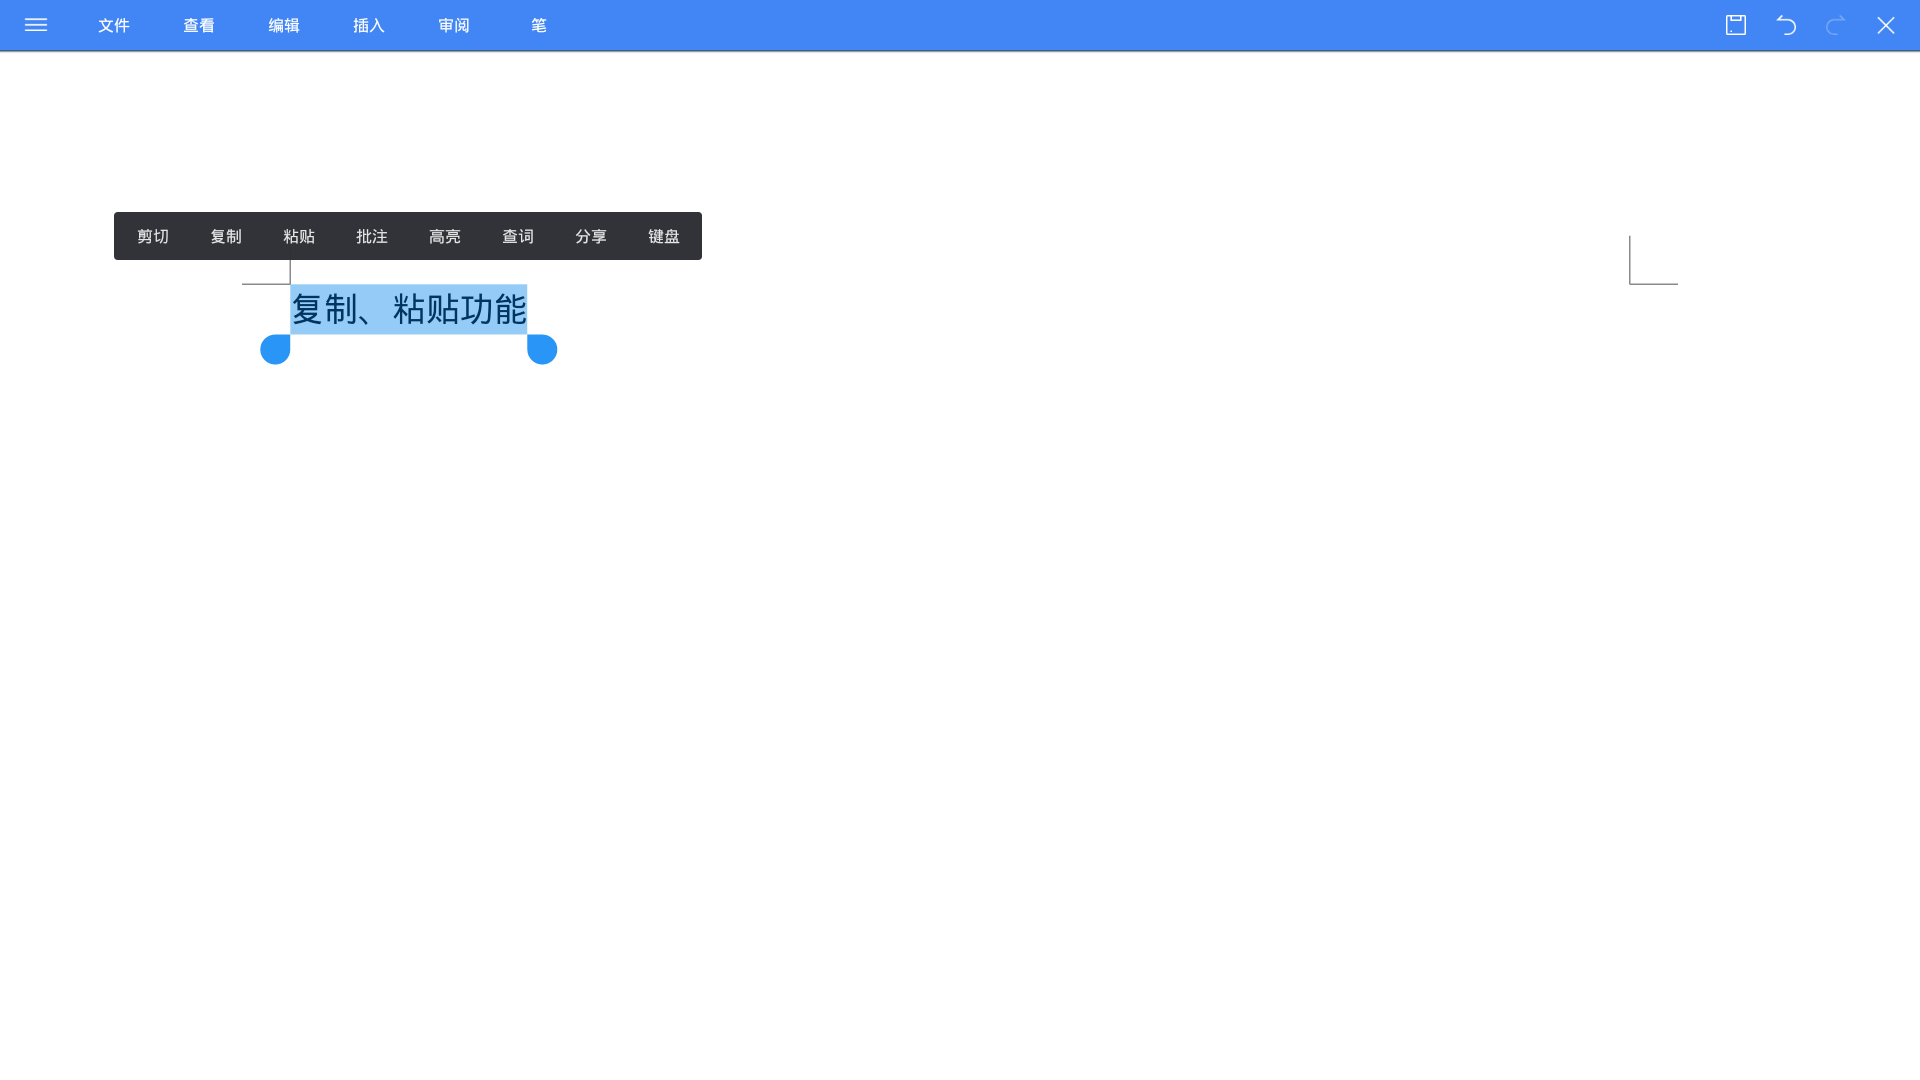 文件 查看 编辑 插入 审阅 笔
剪切 复制 粘贴 批注 高亮 查词 分享 键盘
复制、粘贴功能